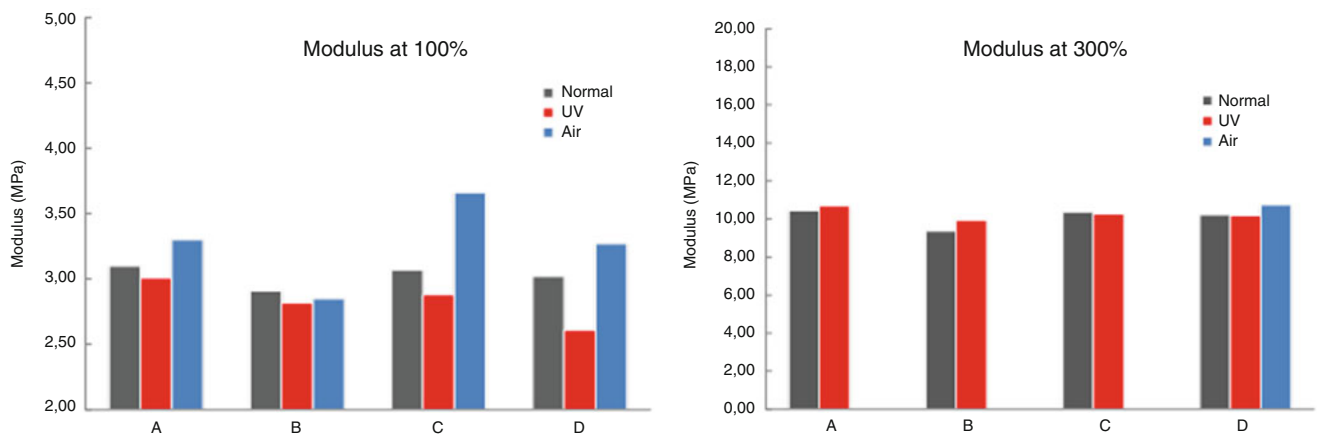 Modulus at 100%
Modulus (MPa)
5,00
4,50
4,00
3,50
3,00
2,50
2,00
Normal
UV
Air
A B C D
Modulus at 300%
Modulus (MPa)
20,00
18,00
16,00
14,00
12,00
10,00
8,00
6,00
4,00
2,00
0,00
Normal
UV
Air
A B C D